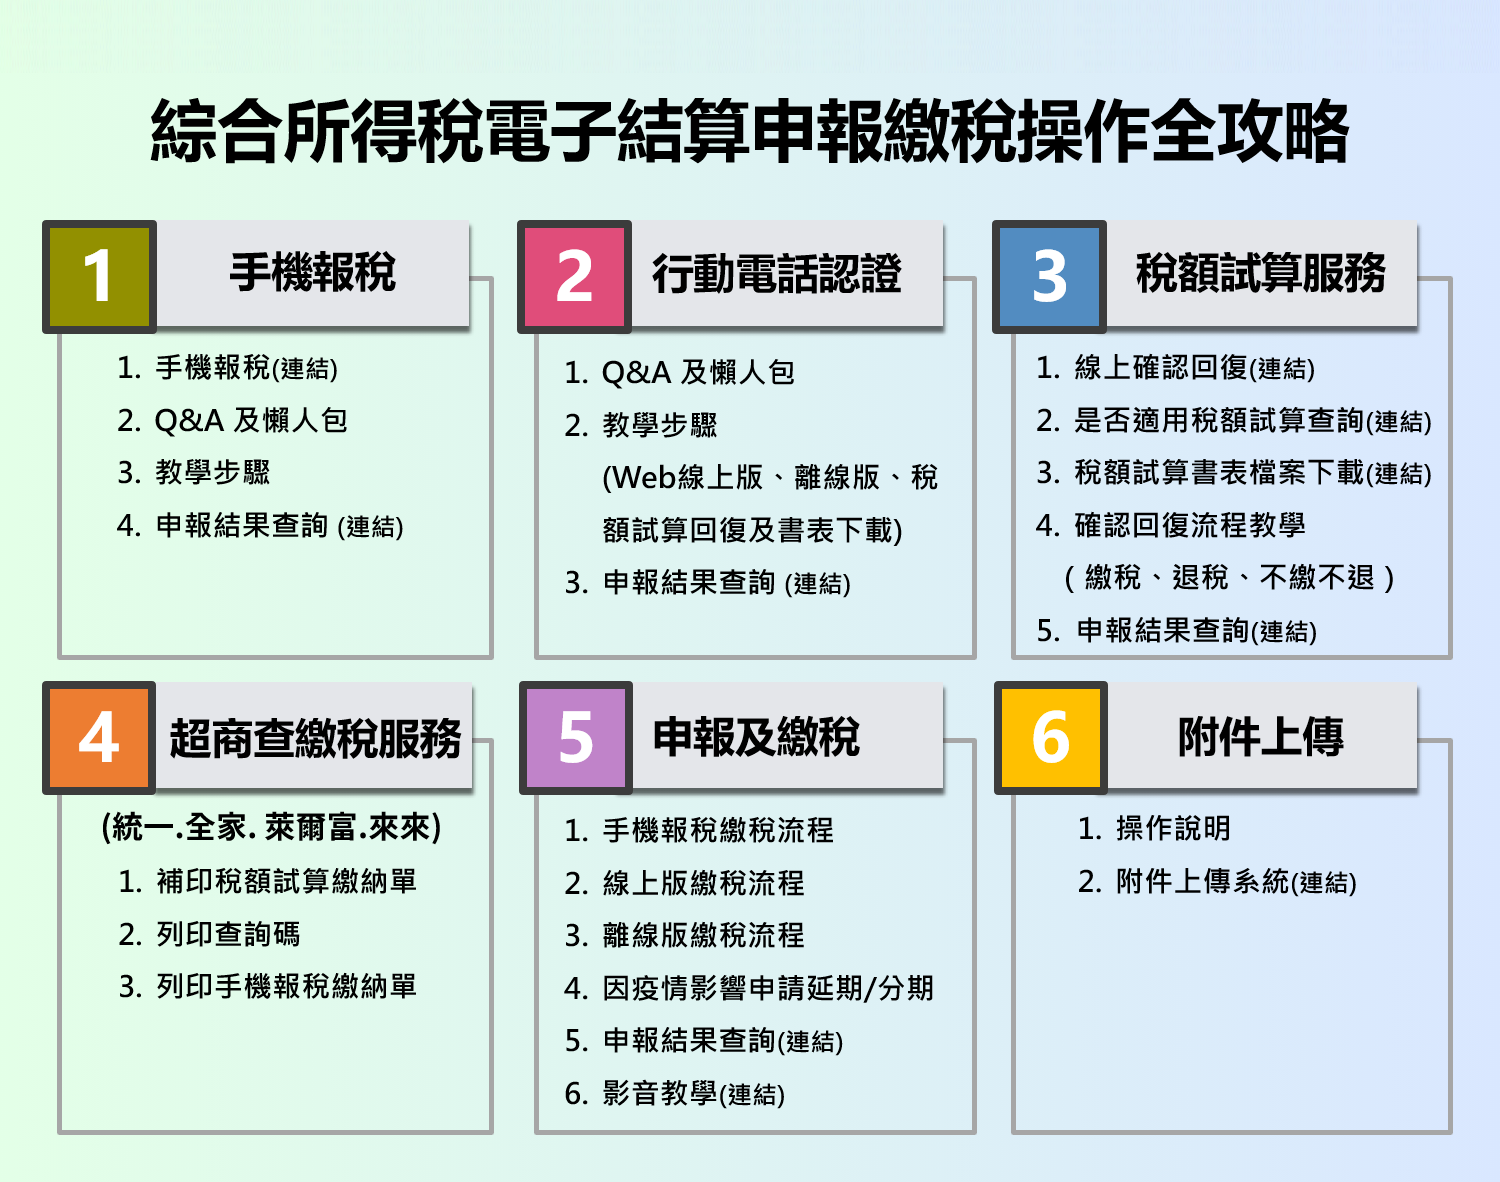 綜合所得稅電子結算申報繳稅操作全攻略
1
手機報稅
1. 手機報稅(連結)
2. Q&A 及懶人包
3. 教學步驟
4. 申報結果查詢 (連結)
2
行動電話認證
1. Q&A 及懶人包
2. 教學步驟
(Web線上版、離線版、稅
額試算回復及書表下載)
3. 申報結果查詢 (連結)
3
稅額試算服務
1. 線上確認回復(連結)
2. 是否適用稅額試算查詢(連結)
3. 稅額試算書表檔案下載(連結)
4. 確認回復流程教學
( 繳稅、退稅、不繳不退 )
5. 申報結果查詢(連結)
4
超商查繳稅服務
(統一.全家.萊爾富.來來)
1. 補印稅額試算繳納單
2. 列印查詢碼
3. 列印手機報稅繳納單
5
申報及繳稅
1. 手機報稅繳稅流程
2. 線上版繳稅流程
3. 離線版繳稅流程
4. 因疫情影響申請延期/分期
5. 申報結果查詢(連結)
6. 影音教學(連結)
6
附件上傳
1. 操作說明
2. 附件上傳系統(連結)